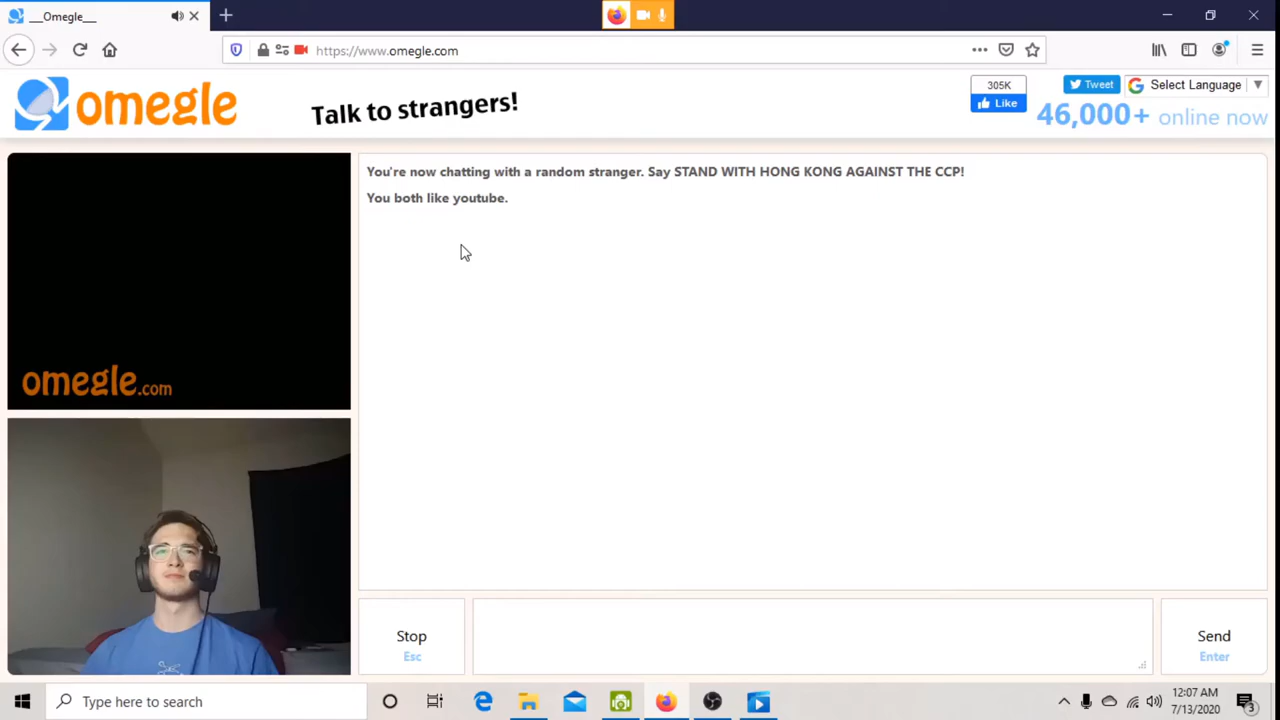 __Omegle__
https://www.omegle.com
omegle
Talk to strangers!
305K
Like
Tweet
Select Language
46,000+ online now
You're now chatting with a random stranger. Say STAND WITH HONG KONG AGAINST THE CCP!
You both like youtube.
omegle.com
Stop
Esc
Send
Enter
Type here to search
12:07 AM
7/13/2020
3